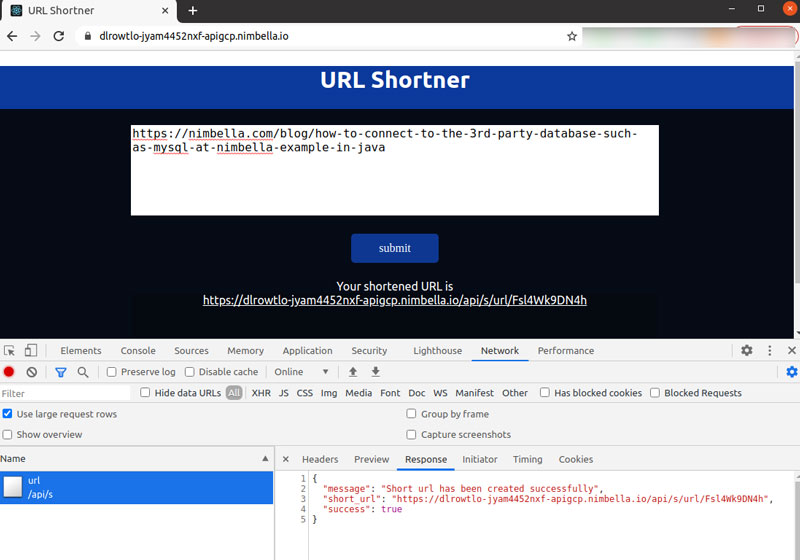 URL Shortner
dlrowtlo-jyam4452nxf-apigcp.nimbella.io
URL Shortner
https://nimbella.com/blog/how-to-connect-to-the-3rd-party-database-such-
as-mysql-at-nimbella-example-in-java
submit
Your shortened URL is
https://dlrowtlo-jyam4452nxf-apigcp.nimbella.io/api/s/url/Fsl4Wk9DN4h
Elements Console Sources Memory Application Security Lighthouse Network Performance
Preserve log Disable cache Online
Filter Hide data URLs All XHR JS CSS Img Media Font Doc WS Manifest Other Has blocked cookies Blocked Requests
Use large request rows Group by frame
Show overview Capture screenshots
Name Headers Preview Response Initiator Timing Cookies
url
/api/s
1 {
2 "message": "Short url has been created successfully",
3 "short_url": "https://dlrowtlo-jyam4452nxf-apigcp.nimbella.io/api/s/url/Fsl4Wk9DN4h",
4 "success": true
5 }